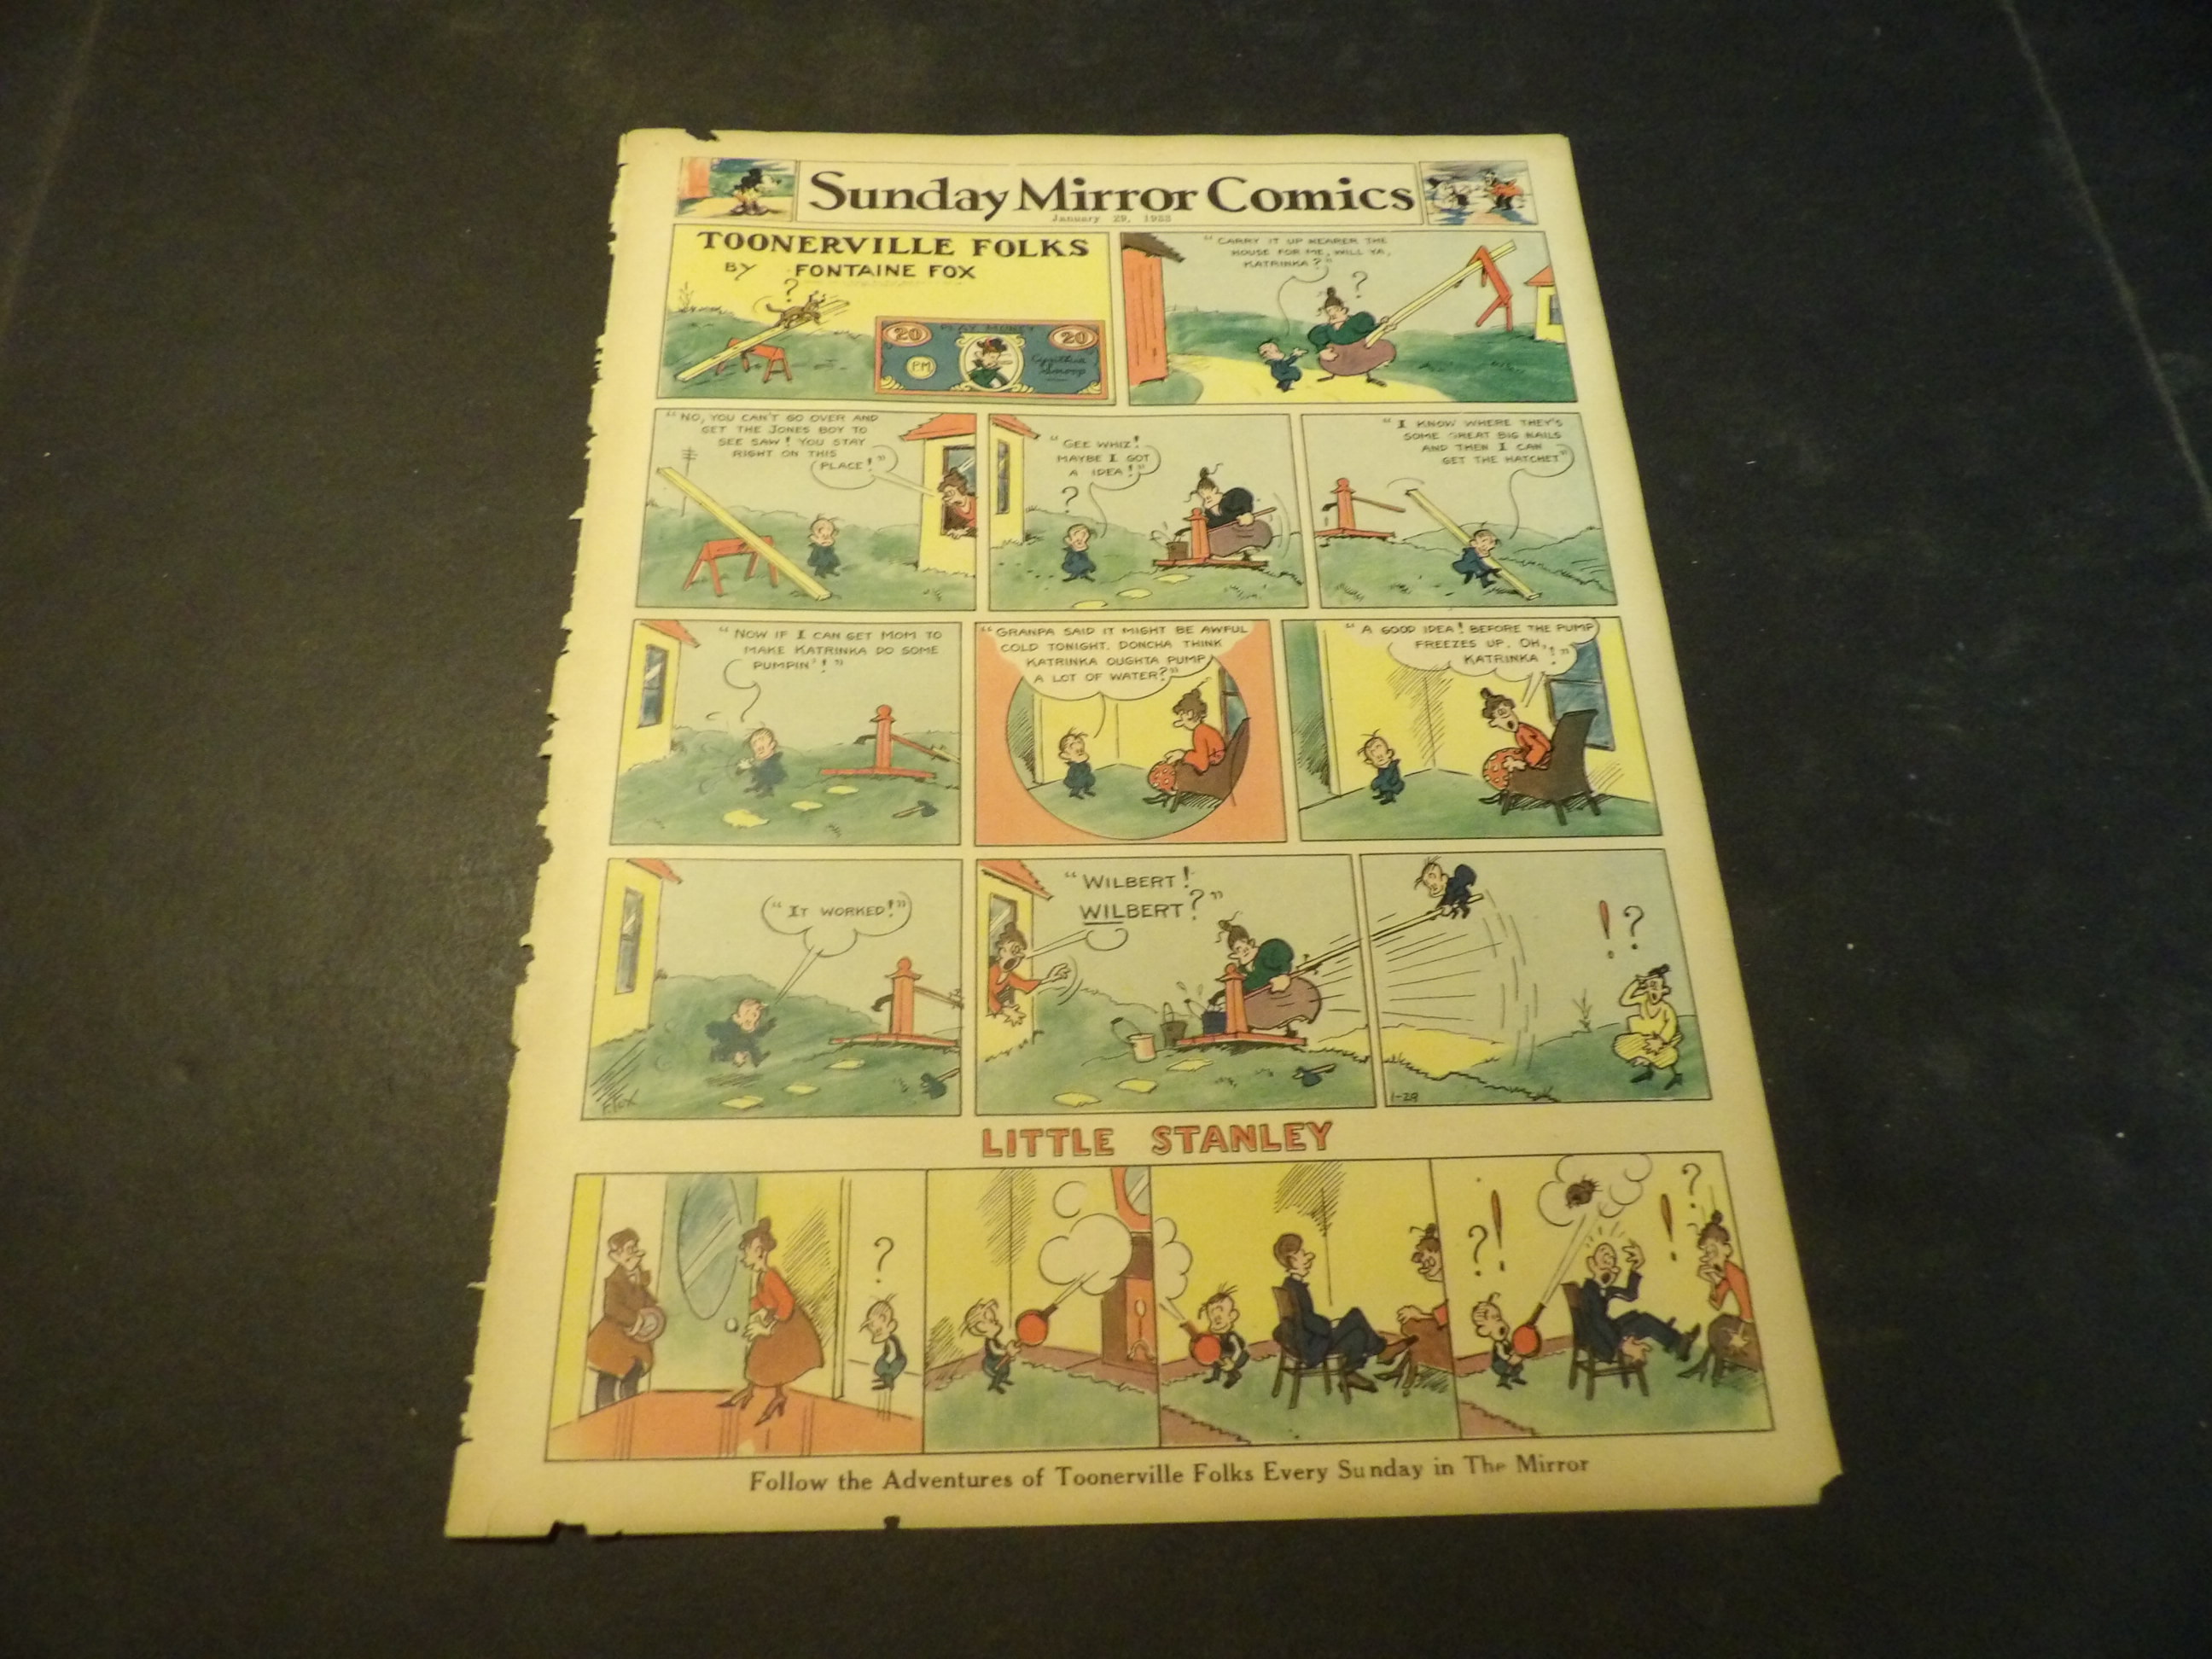 Sunday Mirror Comics
January 29, 1933
TOONERVILLE FOLKS
BY FONTAINE FOX
?
20 PLAY MONEY 20
P.M.
"CARRY IT UP NEARER THE
HOUSE FOR ME, WILL YA,
KATRINKA?"
?
"NO, YOU CAN'T GO OVER AND
GET THE JONES BOY TO
SEE SAW! YOU STAY
RIGHT ON THIS
PLACE!"
"GEE WHIZ!
MAYBE I GOT
A IDEA!"
?
"I KNOW WHERE THEY'S
SOME GREAT BIG NAILS
AND THEN I CAN
GET THE HATCHET"
"NOW IF I CAN GET MOM TO
MAKE KATRINKA DO SOME
PUMPIN'!"
"GRANPA SAID IT MIGHT BE AWFUL
COLD TONIGHT. DONCHA THINK
KATRINKA OUGHTA PUMP
A LOT OF WATER?"
"A GOOD IDEA! BEFORE THE PUMP
FREEZES UP. OH,
KATRINKA!"
"IT WORKED!"
F. FOX
"WILBERT!
WILBERT?"
!?
1-29
LITTLE STANLEY
?
?!
!?
Follow the Adventures of Toonerville Folks Every Sunday in The Mirror